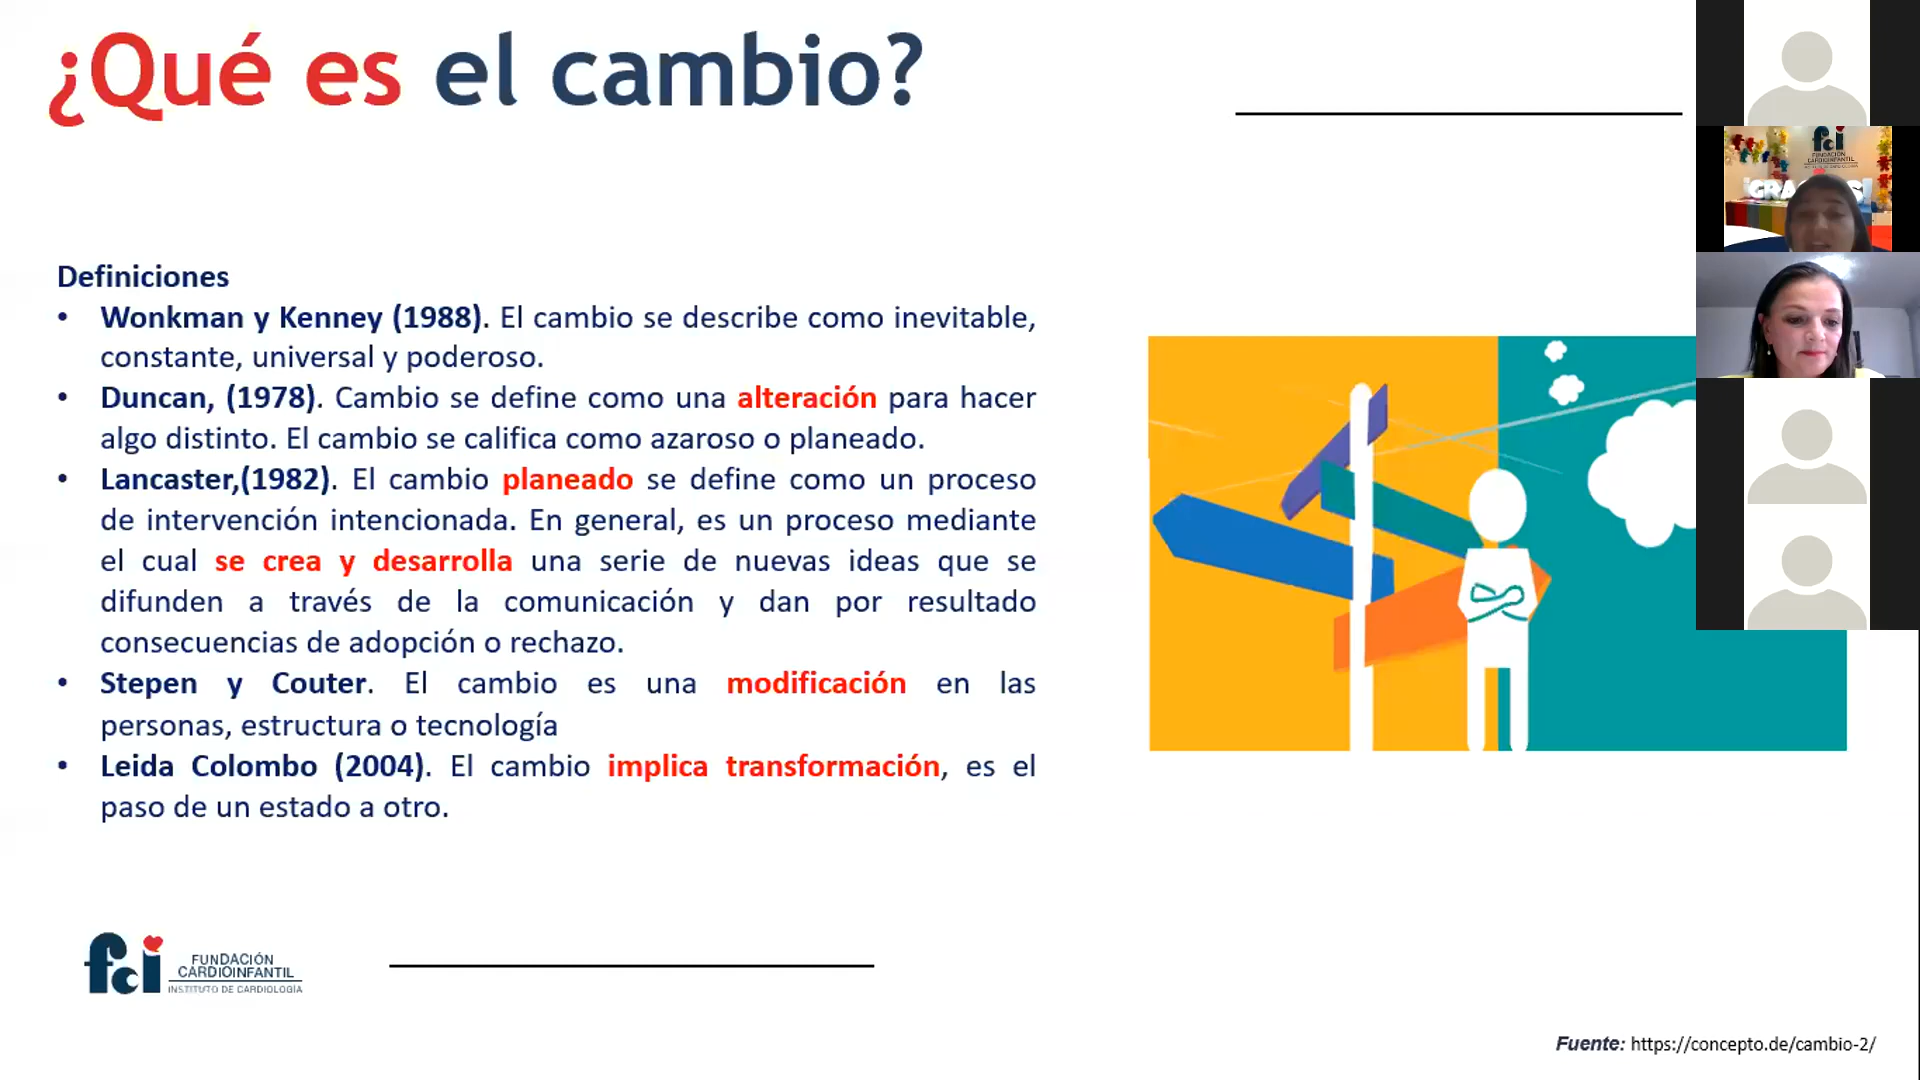 ¿Qué es el cambio?
Definiciones
• Wonkman y Kenney (1988). El cambio se describe como inevitable,
constante, universal y poderoso.
• Duncan, (1978). Cambio se define como una alteración para hacer
algo distinto. El cambio se califica como azaroso o planeado.
• Lancaster,(1982). El cambio planeado se define como un proceso
de intervención intencionada. En general, es un proceso mediante
el cual se crea y desarrolla una serie de nuevas ideas que se
difunden a través de la comunicación y dan por resultado
consecuencias de adopción o rechazo.
• Stepen y Couter. El cambio es una modificación en las
personas, estructura o tecnología
• Leida Colombo (2004). El cambio implica transformación, es el
paso de un estado a otro.
fci
FUNDACIÓN
CARDIOINFANTIL
INSTITUTO DE CARDIOLOGÍA
Fuente: https://concepto.de/cambio-2/
fci
FUNDACIÓN
CARDIOINFANTIL